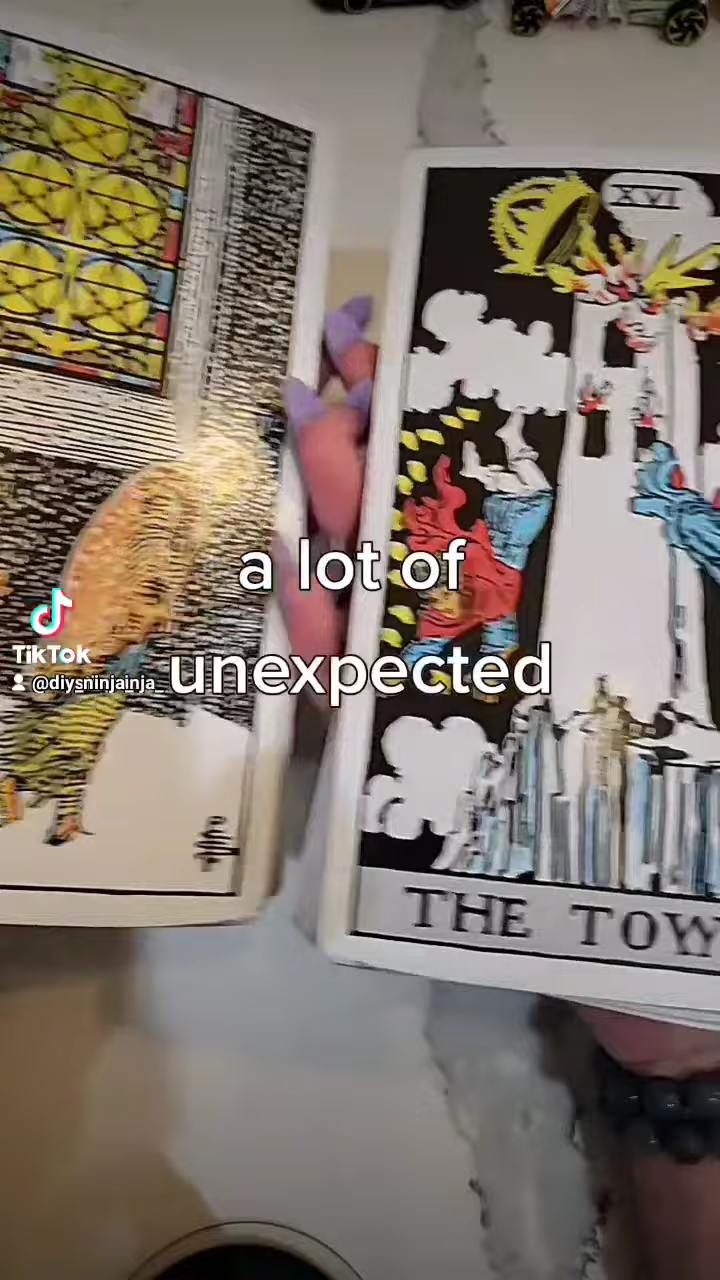 XVI
a lot of
TikTok
@diysninjainja_
unexpected
THE TOW